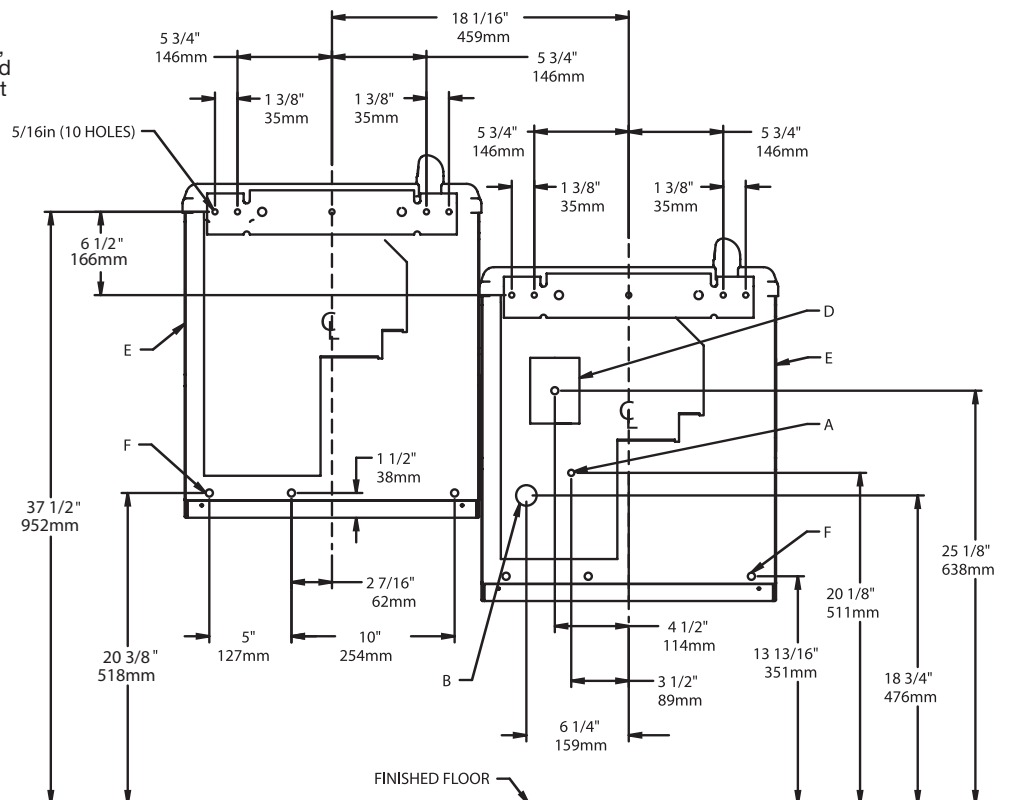 18 1/16"
459mm
,
d
t
5 3/4"
146mm
5 3/4"
146mm
1 3/8"
35mm
1 3/8"
35mm
5/16in (10 HOLES)
5 3/4"
146mm
5 3/4"
146mm
1 3/8"
35mm
1 3/8"
35mm
6 1/2"
166mm
D
CL
E
E
CL
A
F
1 1/2"
38mm
37 1/2"
952mm
F
25 1/8"
638mm
2 7/16"
62mm
20 1/8"
511mm
5"
127mm
10"
254mm
4 1/2"
114mm
20 3/8"
518mm
13 13/16"
351mm
B
3 1/2"
89mm
18 3/4"
476mm
6 1/4"
159mm
FINISHED FLOOR